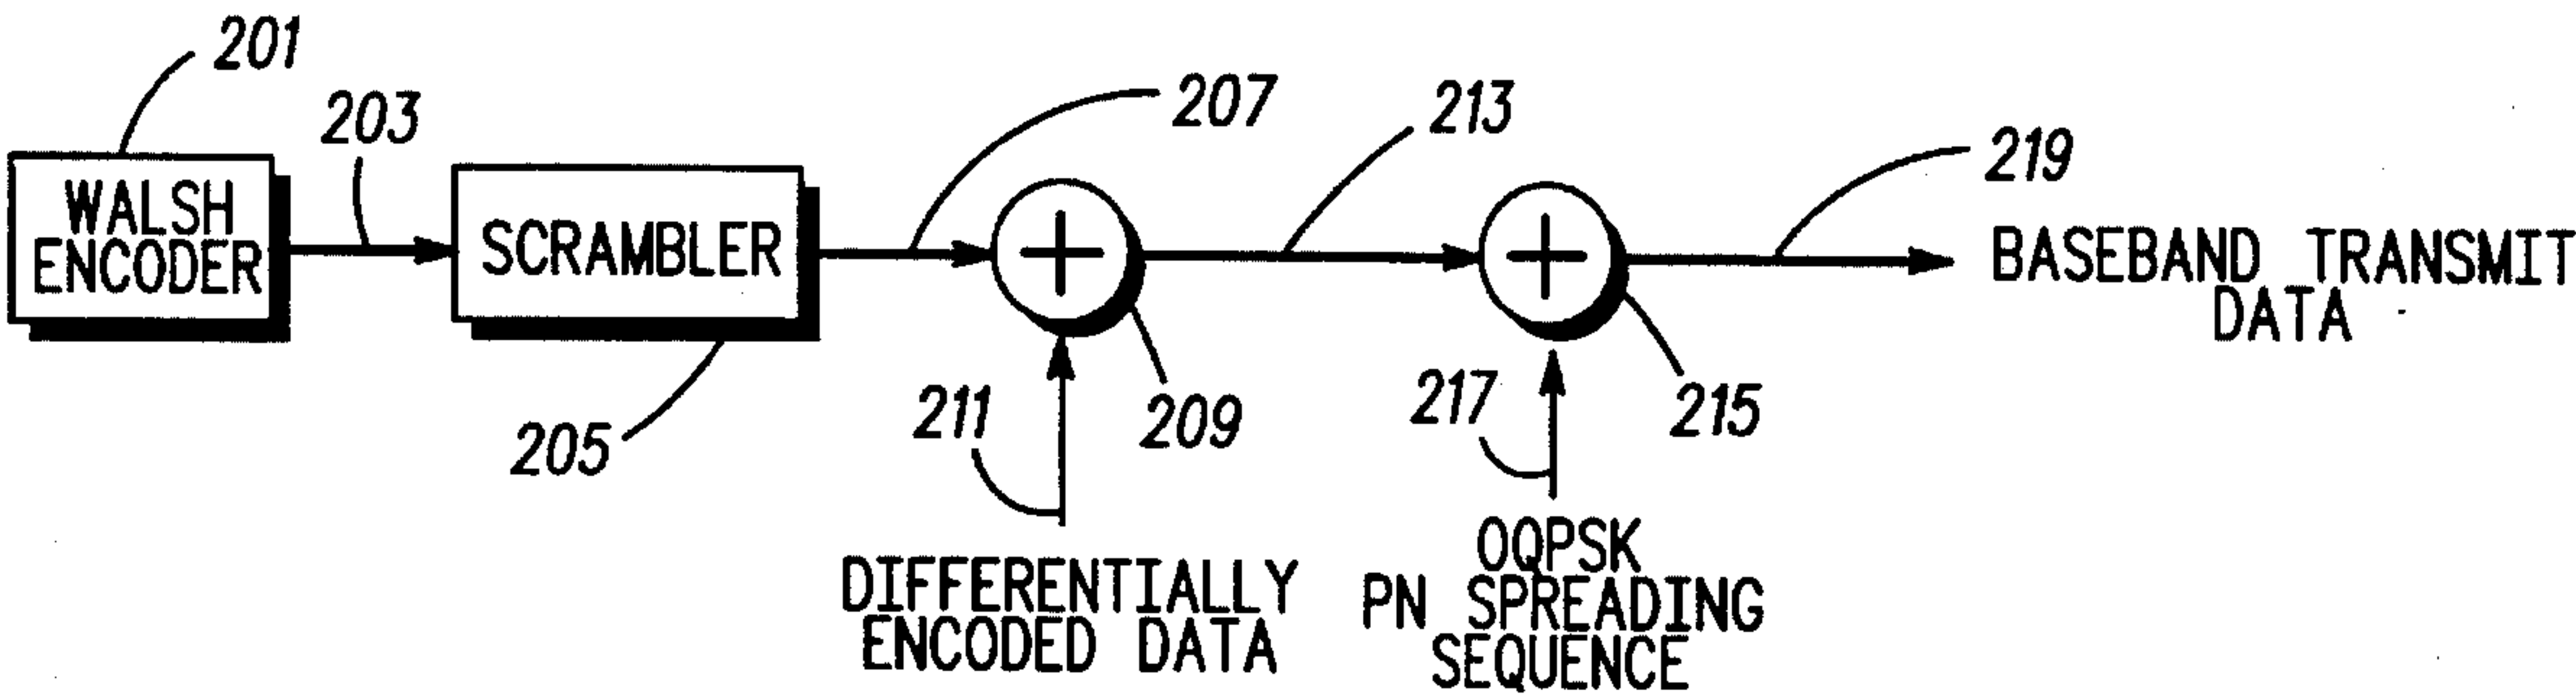 201
203
207
213
219
WALSH
ENCODER
SCRAMBLER
BASEBAND TRANSMIT
DATA
205
211
209
217
215
DIFFERENTIALLY
ENCODED DATA
OQPSK
PN SPREADING
SEQUENCE